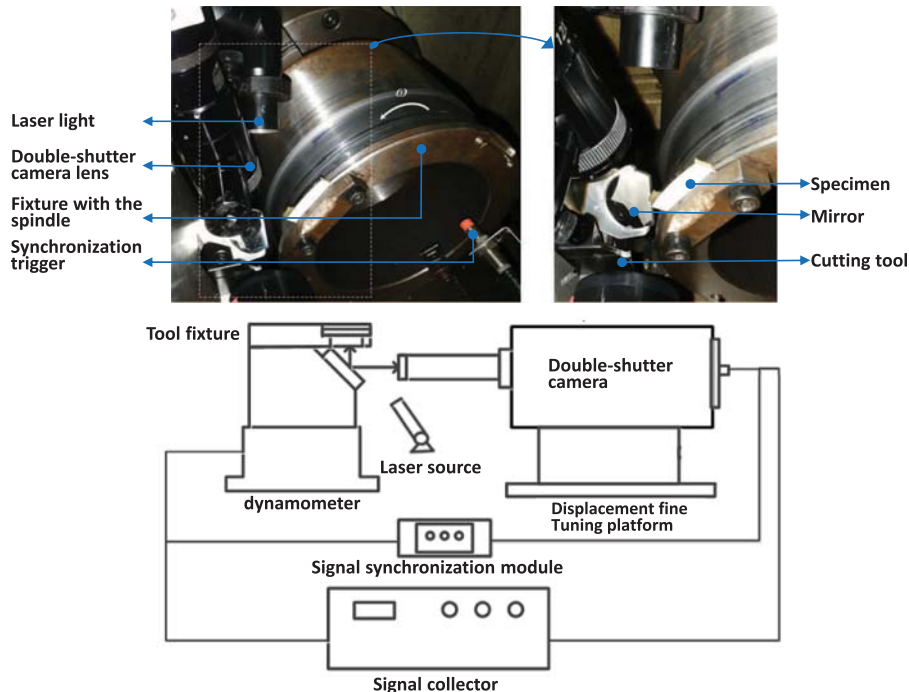 Laser light
Double-shutter
camera lens
Fixture with the
spindle
Synchronization
trigger
ω
Specimen
Mirror
Cutting tool
Tool fixture
Double-shutter
camera
Laser source
dynamometer
Displacement fine
Tuning platform
Signal synchronization module
Signal collector